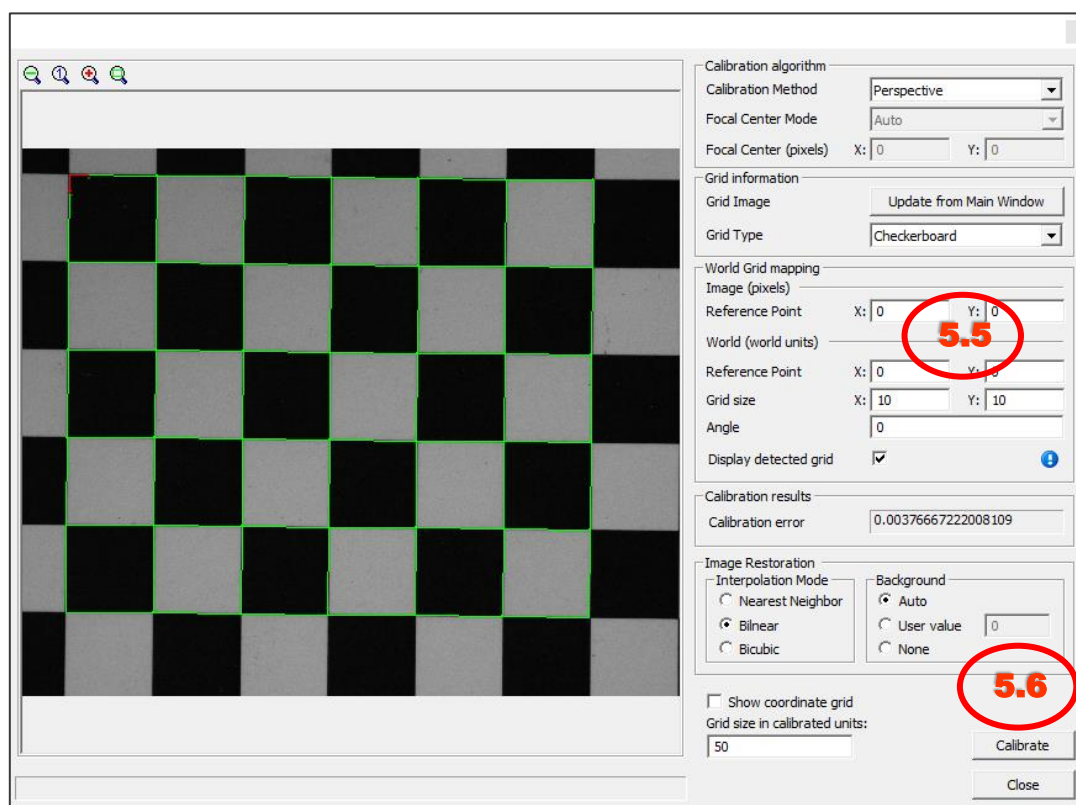 Calibration algorithm
Calibration Method Perspective
Focal Center Mode Auto
Focal Center (pixels) X: 0 Y: 0
Grid information
Grid Image Update from Main Window
Grid Type Checkerboard
World Grid mapping
Image (pixels)
Reference Point X: 0 Y: 0
5.5
World (world units)
Reference Point X: 0 Y: 0
Grid size X: 10 Y: 10
Angle 0
Display detected grid
Calibration results
Calibration error 0.00376667222008109
Image Restoration
Interpolation Mode Background
Nearest Neighbor Auto
Bilnear User value 0
Bicubic None
5.6
Show coordinate grid
Grid size in calibrated units:
50 Calibrate
Close